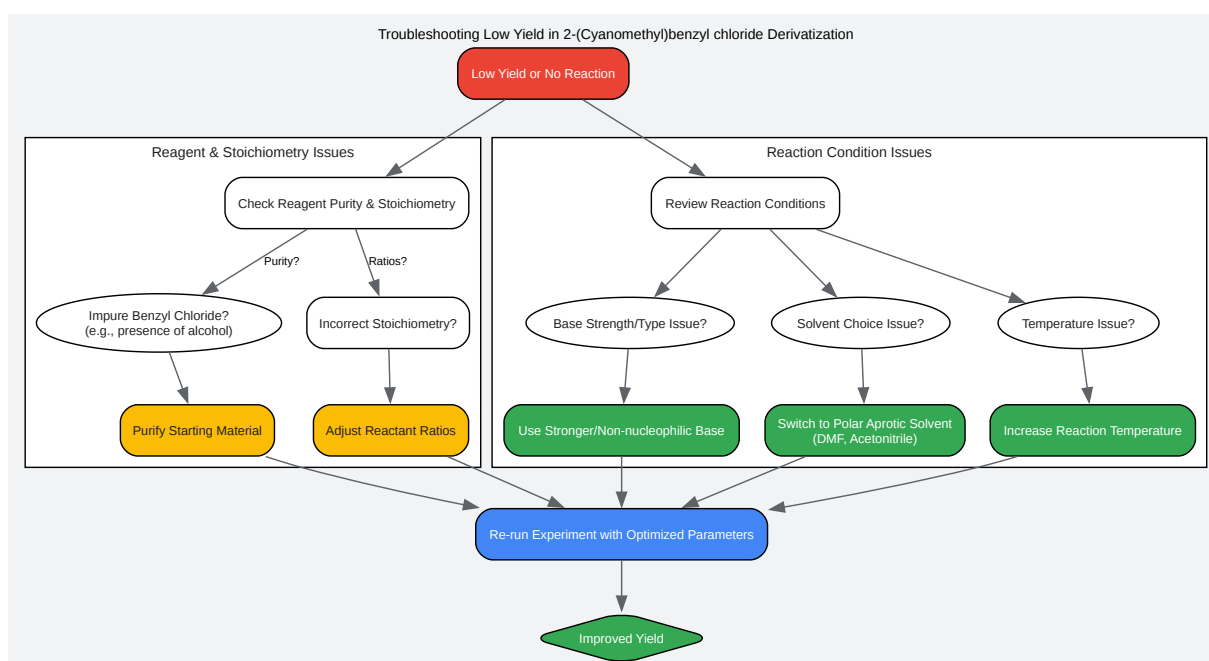 Troubleshooting Low Yield in 2-(Cyanomethyl)benzyl chloride Derivatization
Low Yield or No Reaction
Reagent & Stoichiometry Issues
Reaction Condition Issues
Check Reagent Purity & Stoichiometry
Review Reaction Conditions
Purity?
Ratios?
Impure Benzyl Chloride?
(e.g., presence of alcohol)
Incorrect Stoichiometry?
Base Strength/Type Issue?
Solvent Choice Issue?
Temperature Issue?
Purify Starting Material
Adjust Reactant Ratios
Use Stronger/Non-nucleophilic Base
Switch to Polar Aprotic Solvent
(DMF, Acetonitrile)
Increase Reaction Temperature
Re-run Experiment with Optimized Parameters
Improved Yield